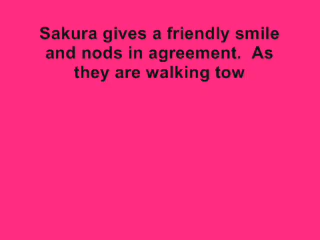 Sakura gives a friendly smile
and nods in agreement.  As
they are walking tow